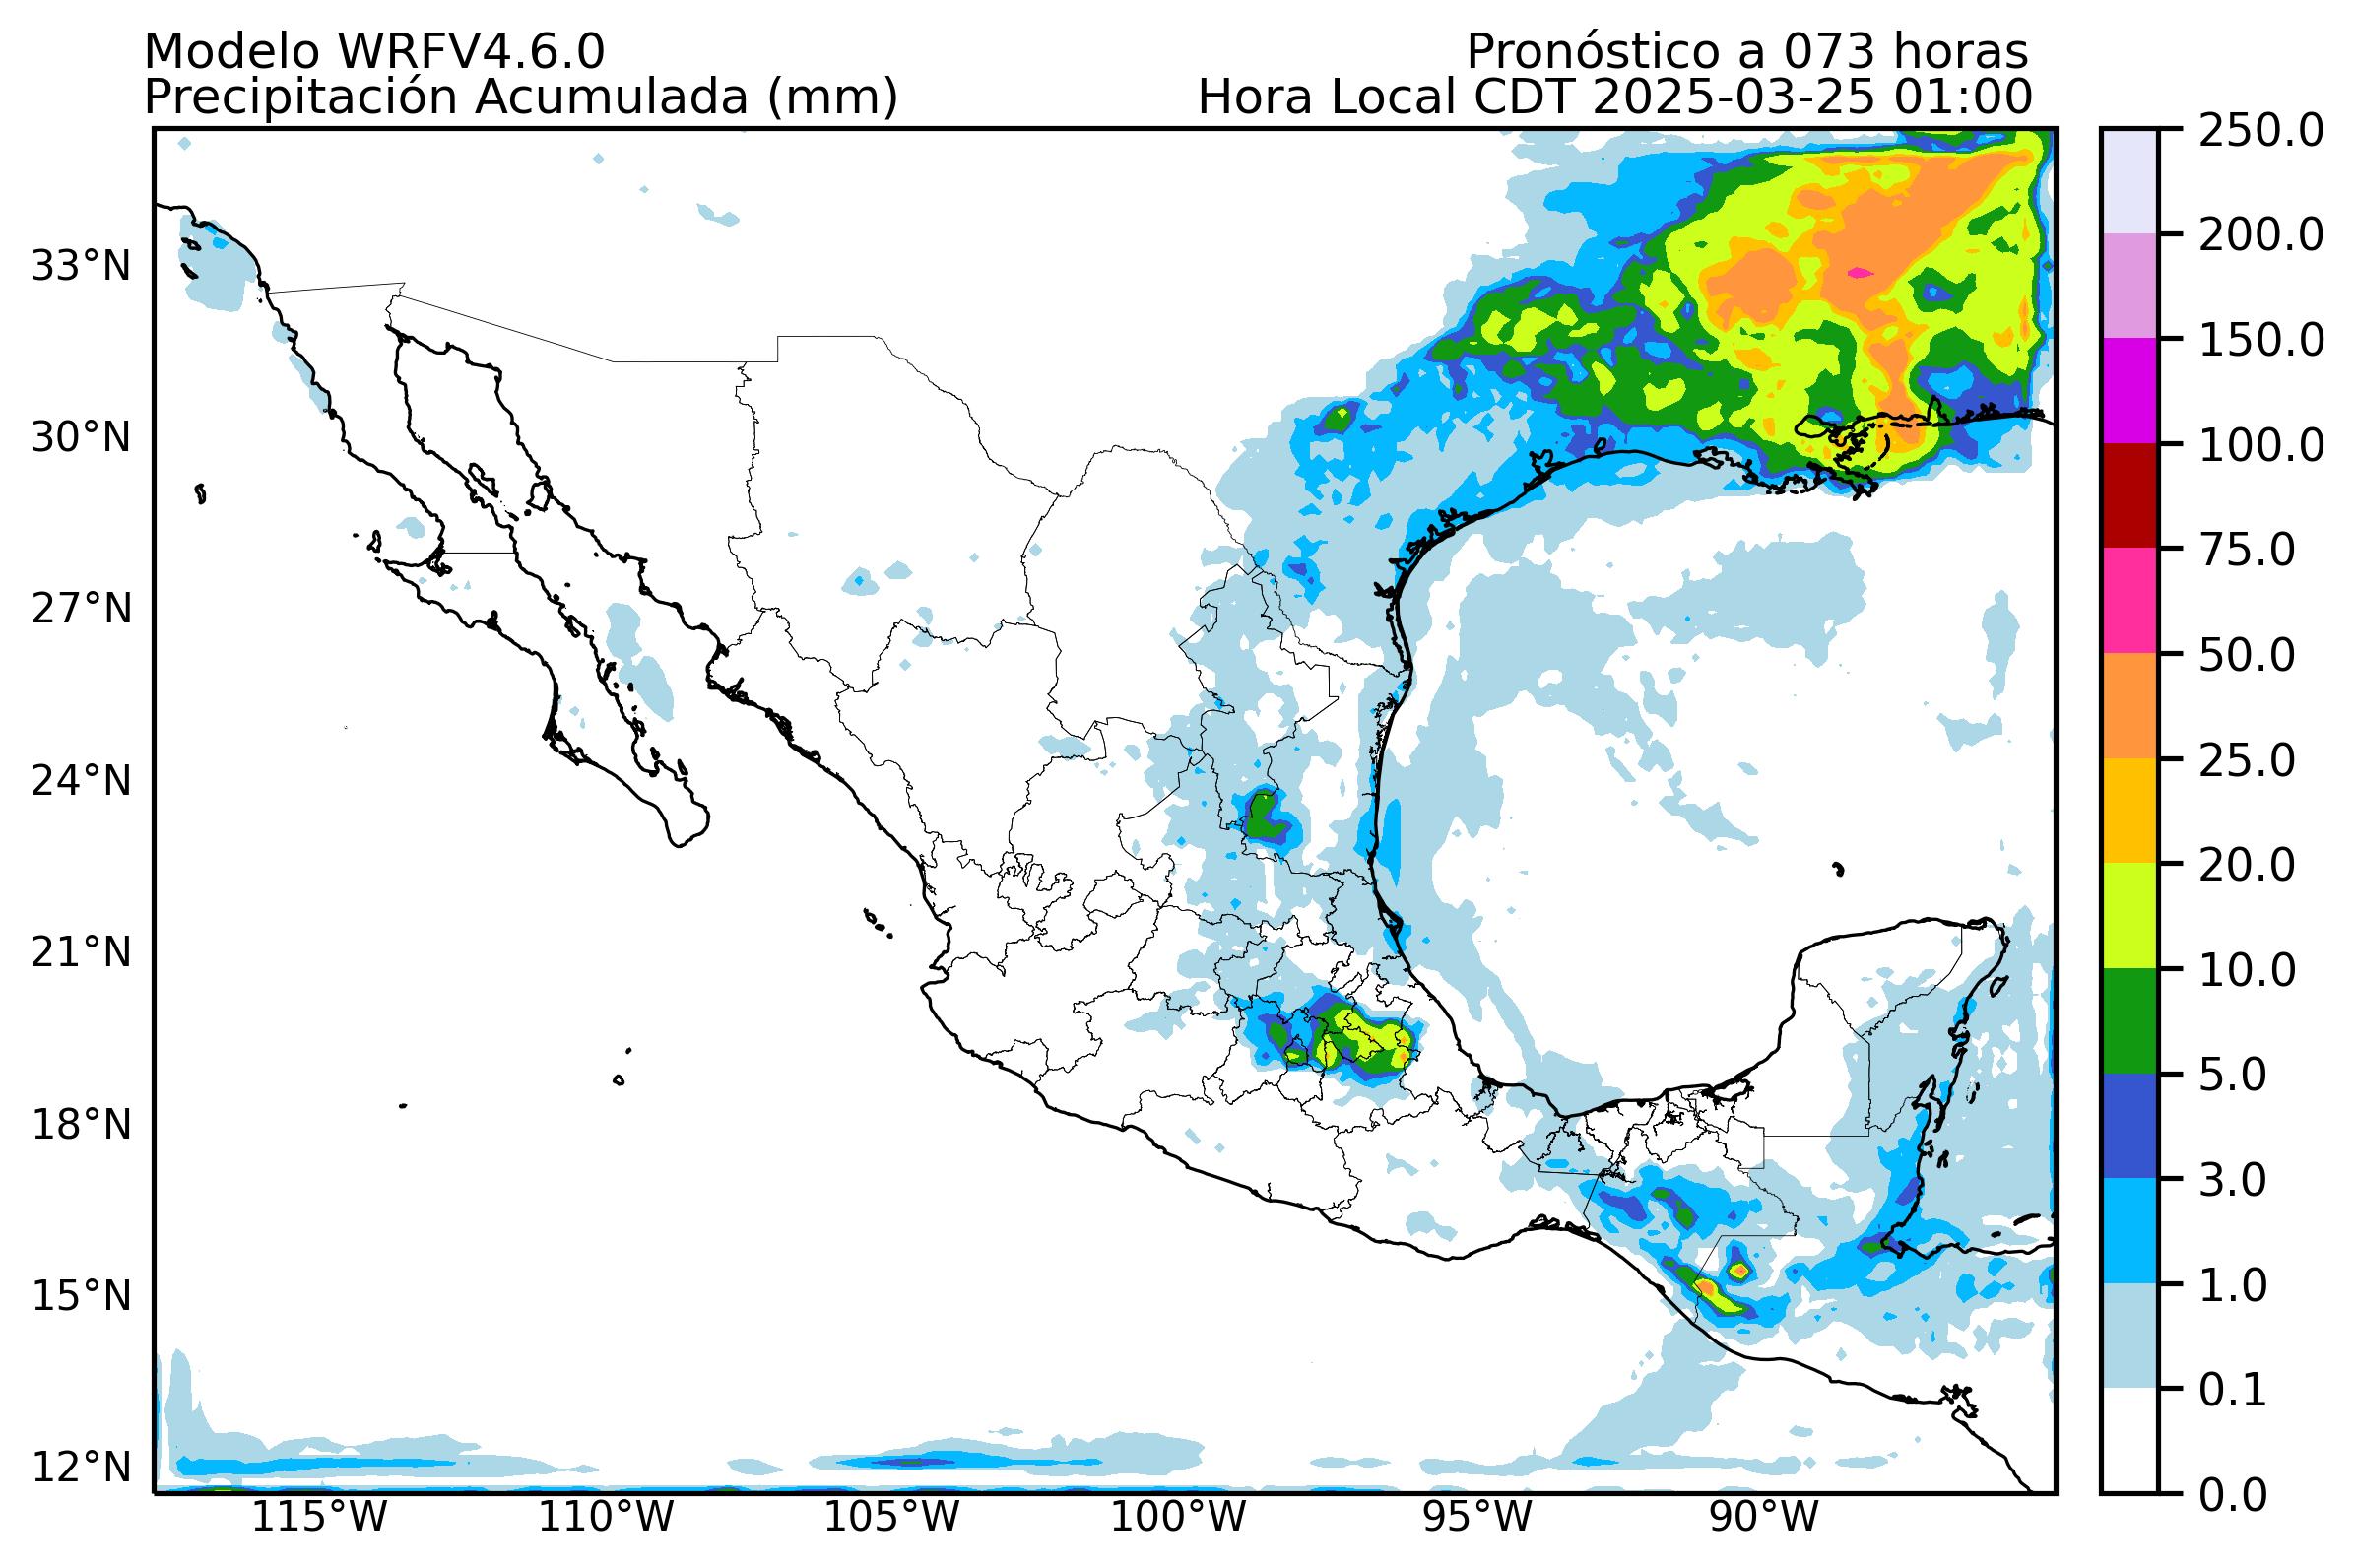 Modelo WRFV4.6.0
Pronóstico a 073 horas
Precipitación Acumulada (mm)
Hora Local CDT 2025-03-25 01:00
33°N
30°N
27°N
24°N
21°N
18°N
15°N
12°N
115°W
110°W
105°W
100°W
95°W
90°W
250.0
200.0
150.0
100.0
75.0
50.0
25.0
20.0
10.0
5.0
3.0
1.0
0.1
0.0